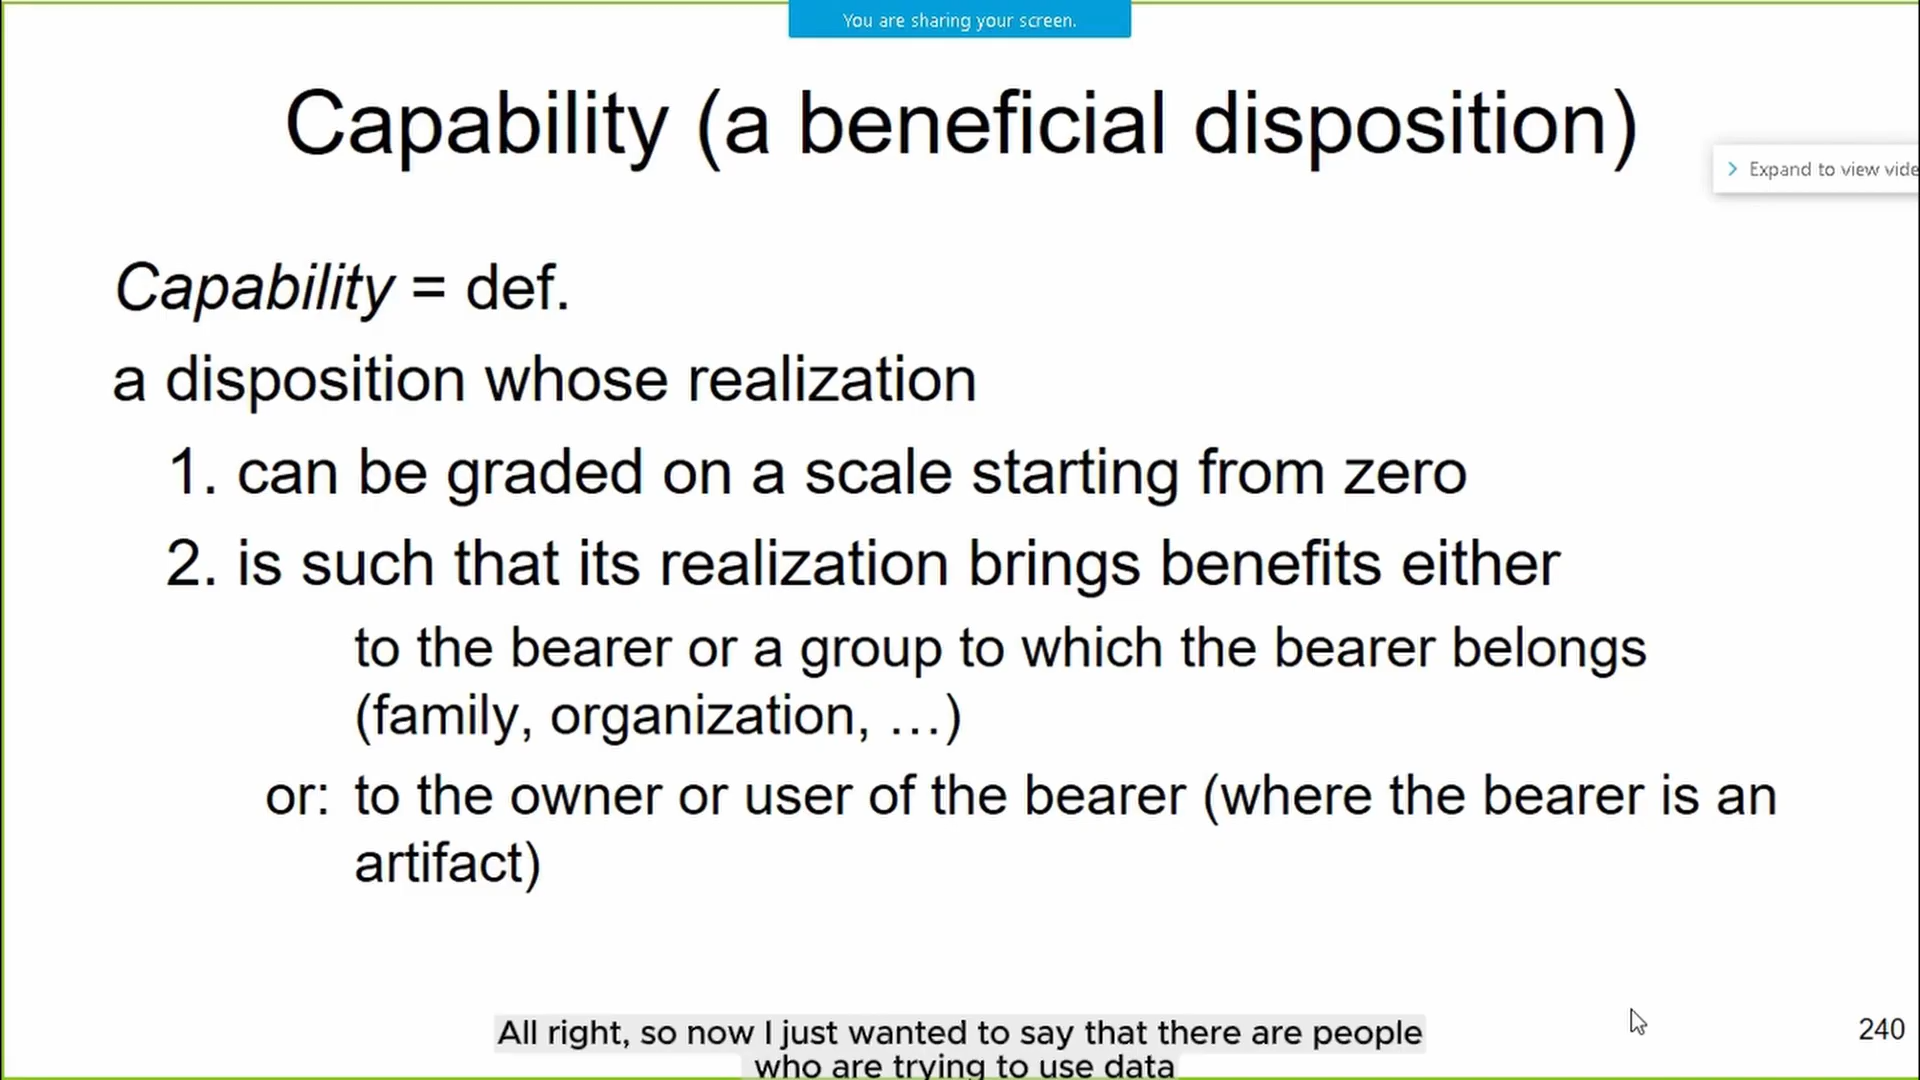 You are sharing your screen.
Capability (a beneficial disposition)
Expand to view vide
Capability = def.
a disposition whose realization
1. can be graded on a scale starting from zero
2. is such that its realization brings benefits either
to the bearer or a group to which the bearer belongs
(family, organization, …)
or: to the owner or user of the bearer (where the bearer is an
artifact)
240
All right, so now I just wanted to say that there are people
who are trying to use data